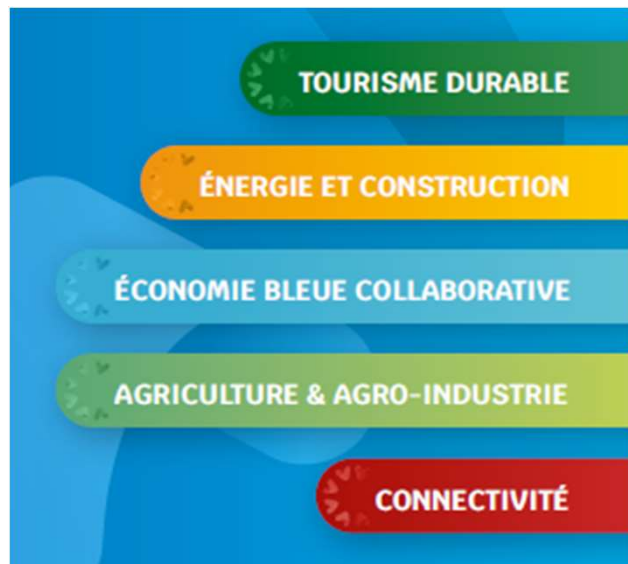 TOURISME DURABLE
ÉNERGIE ET CONSTRUCTION
ÉCONOMIE BLEUE COLLABORATIVE
AGRICULTURE & AGRO-INDUSTRIE
CONNECTIVITÉ